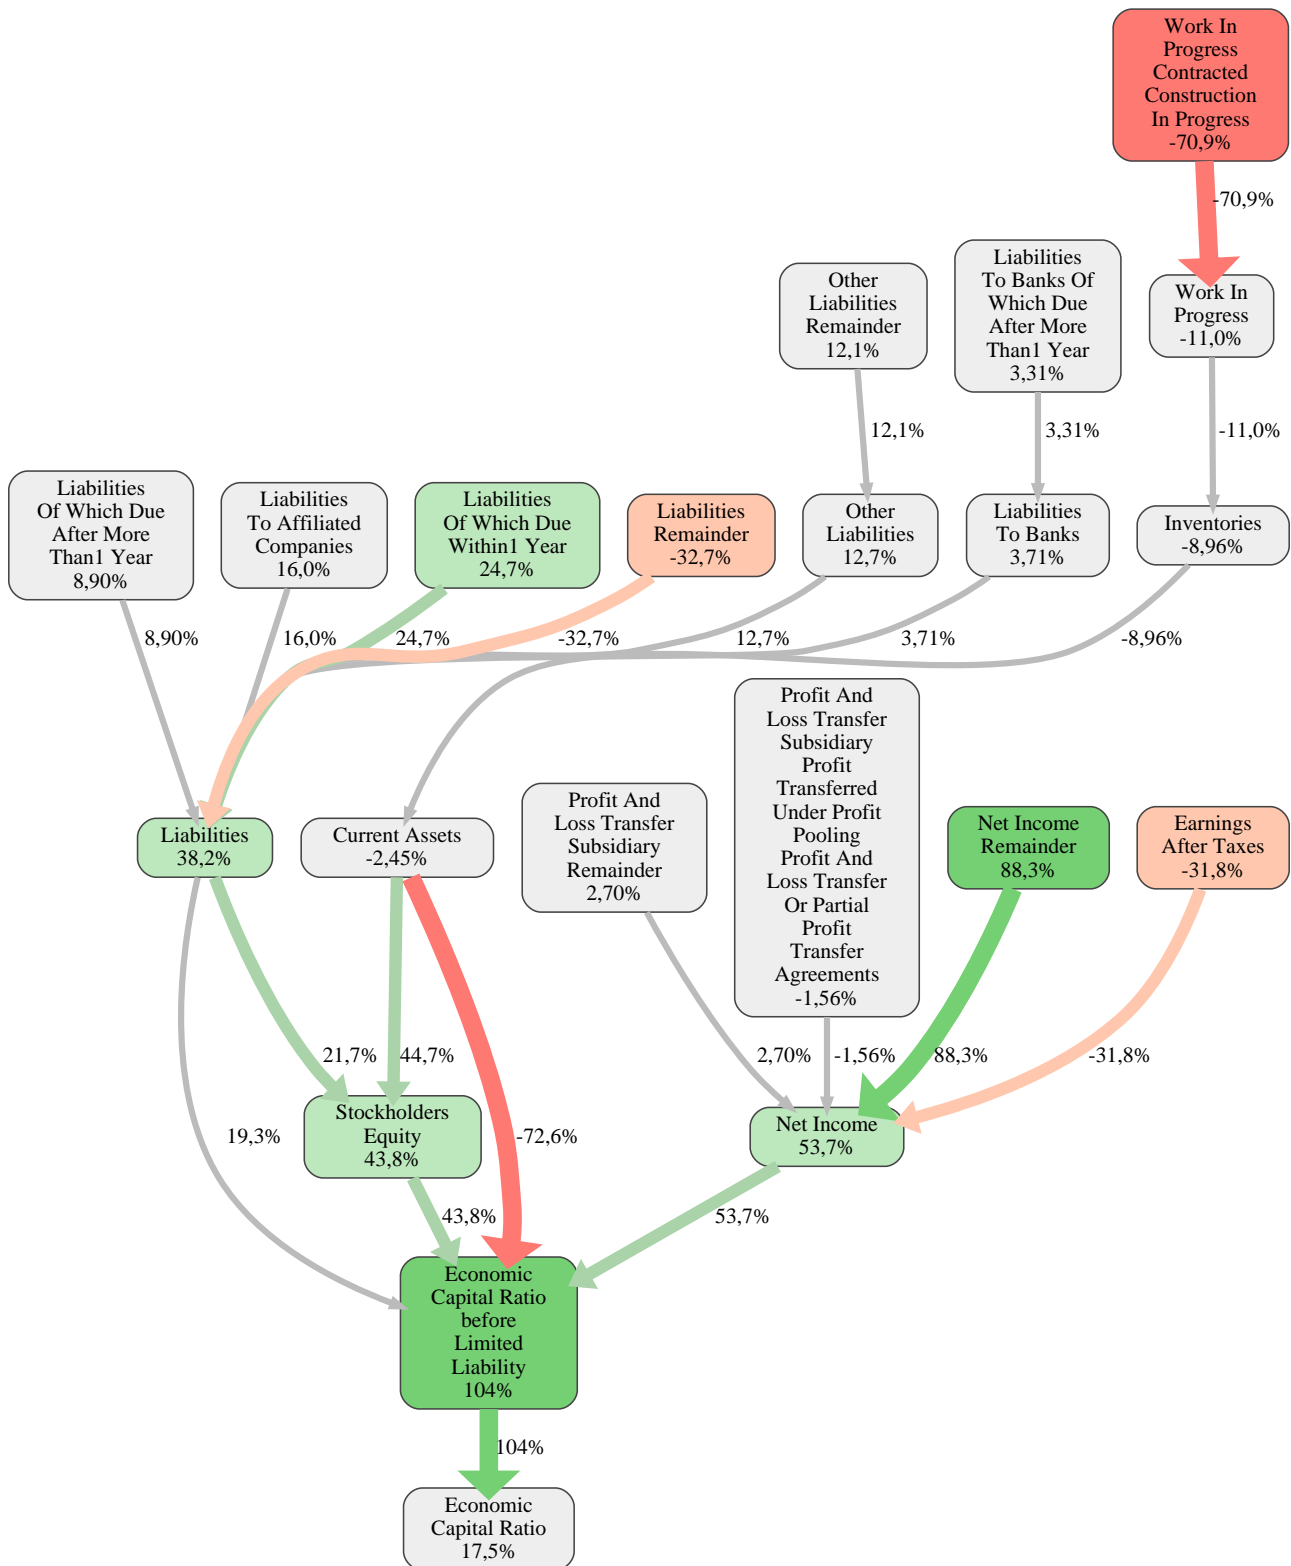 Work In
Progress
Contracted
Construction
In Progress
-70,9%
-70,9%
Other
Liabilities
Remainder
12,1%
Liabilities
To Banks Of
Which Due
After More
Than1 Year
3,31%
Work In
Progress
-11,0%
12,1%
3,31%
-11,0%
Liabilities
Of Which Due
After More
Than1 Year
8,90%
Liabilities
To Affiliated
Companies
16,0%
Liabilities
Of Which Due
Within1 Year
24,7%
Liabilities
Remainder
-32,7%
Other
Liabilities
12,7%
Liabilities
To Banks
3,71%
Inventories
-8,96%
8,90%
16,0%
24,7%
-32,7%
12,7%
3,71%
-8,96%
Liabilities
38,2%
Current Assets
-2,45%
Profit And
Loss Transfer
Subsidiary
Remainder
2,70%
Profit And
Loss Transfer
Subsidiary
Profit
Transferred
Under Profit
Pooling
Profit And
Loss Transfer
Or Partial
Profit
Transfer
Agreements
-1,56%
Net Income
Remainder
88,3%
Earnings
After Taxes
-31,8%
21,7%
44,7%
2,70%
-1,56%
88,3%
-31,8%
Stockholders
Equity
43,8%
Net Income
53,7%
19,3%
-72,6%
43,8%
53,7%
Economic
Capital Ratio
before
Limited
Liability
104%
104%
Economic
Capital Ratio
17,5%